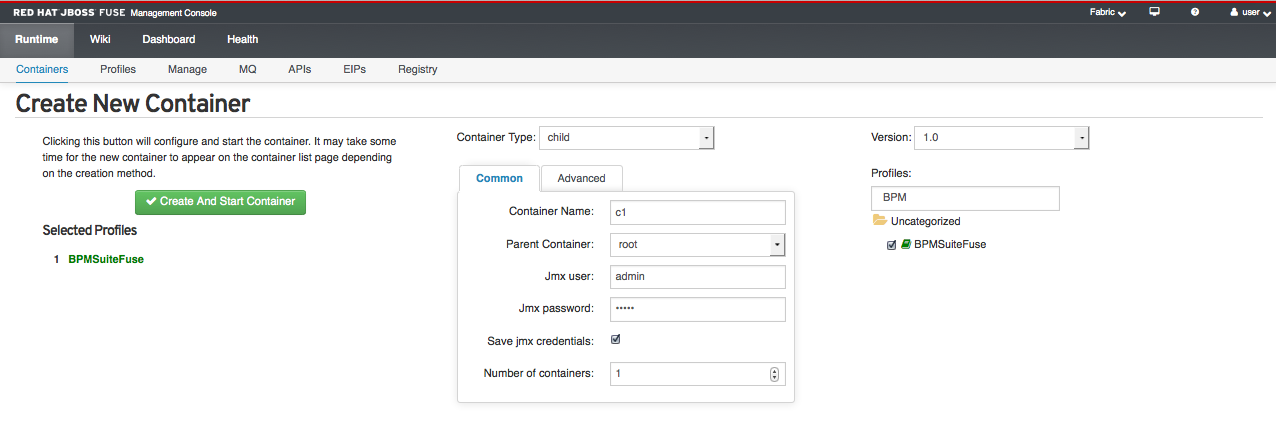 RED HAT JBOSS FUSE Management Console
Fabric
user
Runtime
Wiki
Dashboard
Health
Containers
Profiles
Manage
MQ
APIs
EIPs
Registry
Create New Container
Clicking this button will configure and start the container. It may take some
time for the new container to appear on the container list page depending
on the creation method.
Create And Start Container
Selected Profiles
1 BPMSuiteFuse
Container Type: child
Common
Advanced
Container Name: c1
Parent Container: root
Jmx user: admin
Jmx password: •••••
Save jmx credentials:
Number of containers: 1
Version: 1.0
Profiles:
BPM
Uncategorized
BPMSuiteFuse